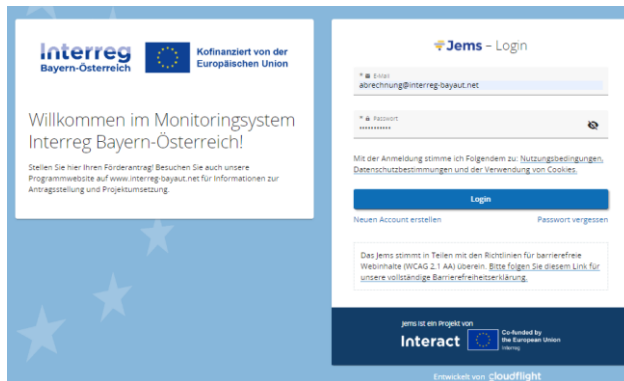 Interreg
Bayern-Österreich
Kofinanziert von der
Europäischen Union
Willkommen im Monitoringsystem
Interreg Bayern-Österreich!
Stellen Sie hier Ihren Förderantrag! Besuchen Sie auch unsere
Programmwebsite auf www.interreg-bayaut.net für Informationen zur
Antragsstellung und Projektumsetzung.
Jems – Login
* E-Mail
abrechnung@interreg-bayaut.net
* Passwort
•••••••••••
Mit der Anmeldung stimme ich Folgendem zu: Nutzungsbedingungen,
Datenschutzbestimmungen und der Verwendung von Cookies.
Login
Neuen Account erstellen
Passwort vergessen
Das Jems stimmt in Teilen mit den Richtlinien für barrierefreie
Webinhalte (WCAG 2.1 AA) überein. Bitte folgen Sie diesem Link für
unsere vollständige Barrierefreiheitserklärung.
Jems ist ein Projekt von
Interact
Co-funded by
the European Union
Interreg
Entwickelt von cloudflight